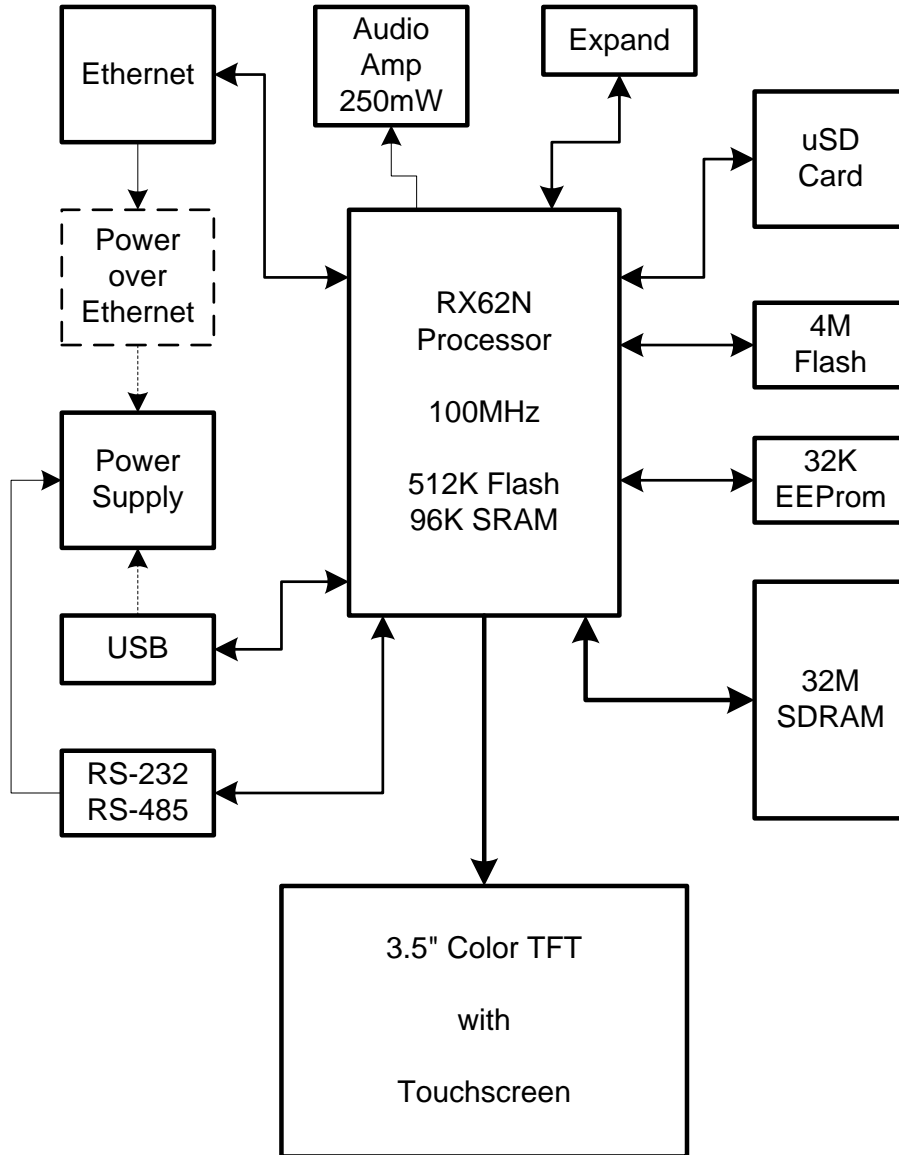 Ethernet
Audio
Amp
250mW
Expand
uSD
Card
Power
over
Ethernet
RX62N
Processor
100MHz
512K Flash
96K SRAM
4M
Flash
Power
Supply
32K
EEProm
USB
32M
SDRAM
RS-232
RS-485
3.5" Color TFT
with
Touchscreen